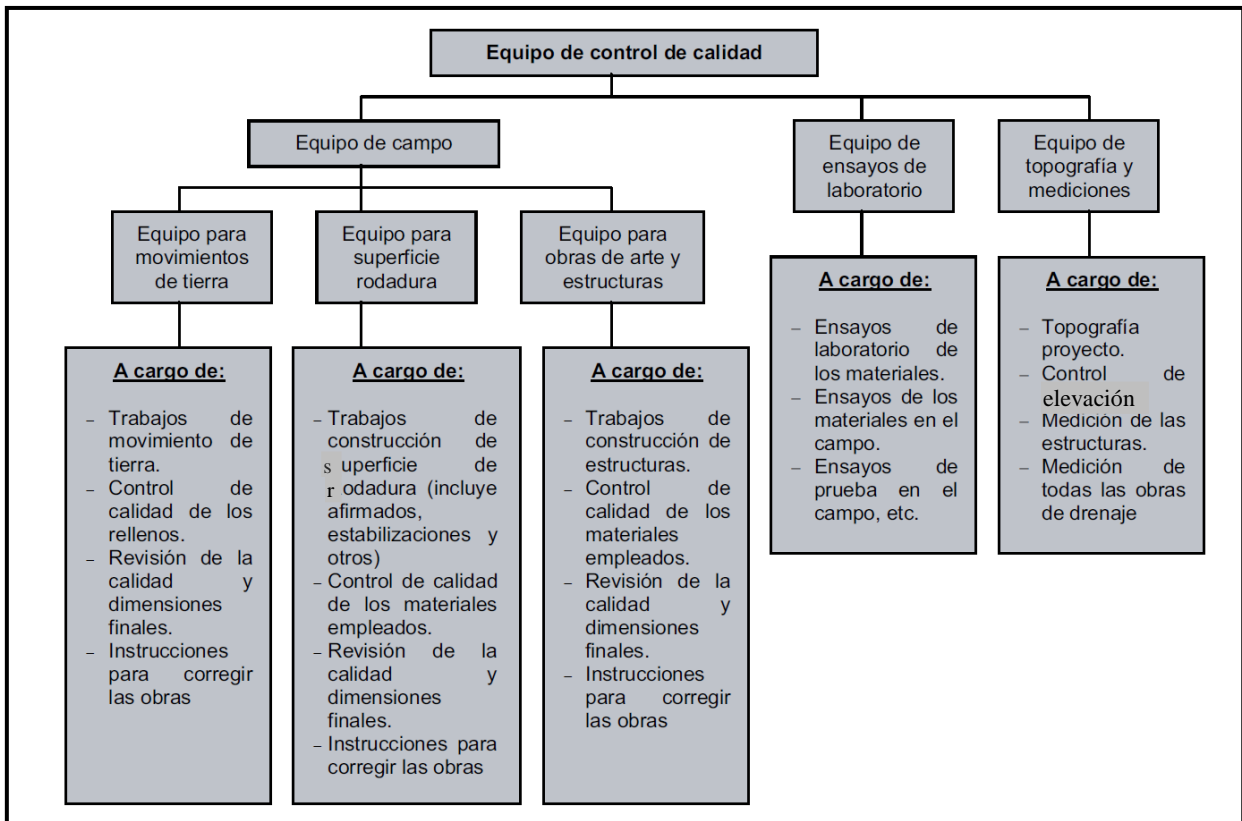 Equipo de control de calidad
Equipo de campo
Equipo de
ensayos de
laboratorio
Equipo de
topografía y
mediciones
Equipo para
movimientos
de tierra
Equipo para
superficie
rodadura
Equipo para
obras de arte y
estructuras
A cargo de:
– Trabajos de
movimiento de
tierra.
– Control de
calidad de los
rellenos.
– Revisión de la
calidad y
dimensiones
finales.
– Instrucciones
para corregir
las obras
A cargo de:
– Trabajos de
construcción de
superficie de
rodadura (incluye
afirmados,
estabilizaciones y
otros)
– Control de calidad
de los materiales
empleados.
– Revisión de la
calidad y
dimensiones
finales.
– Instrucciones para
corregir las obras
A cargo de:
– Trabajos de
construcción de
estructuras.
– Control de
calidad de los
materiales
empleados.
– Revisión de la
calidad y
dimensiones
finales.
– Instrucciones
para corregir
las obras
A cargo de:
– Ensayos de
laboratorio de
los materiales.
– Ensayos de los
materiales en el
campo.
– Ensayos de
prueba en el
campo, etc.
A cargo de:
– Topografía
proyecto.
– Control de
elevación
– Medición de las
estructuras.
– Medición de
todas las obras
de drenaje